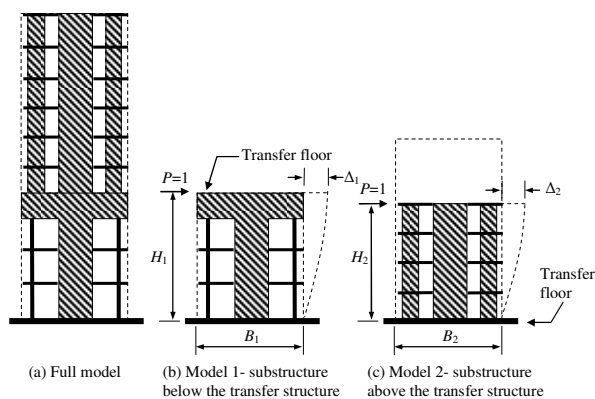 Transfer floor
P=1
Δ1
H1
B1
P=1
Δ2
H2
B2
Transfer
floor
(a) Full model
(b) Model 1- substructure
below the transfer structure
(c) Model 2- substructure
above the transfer structure